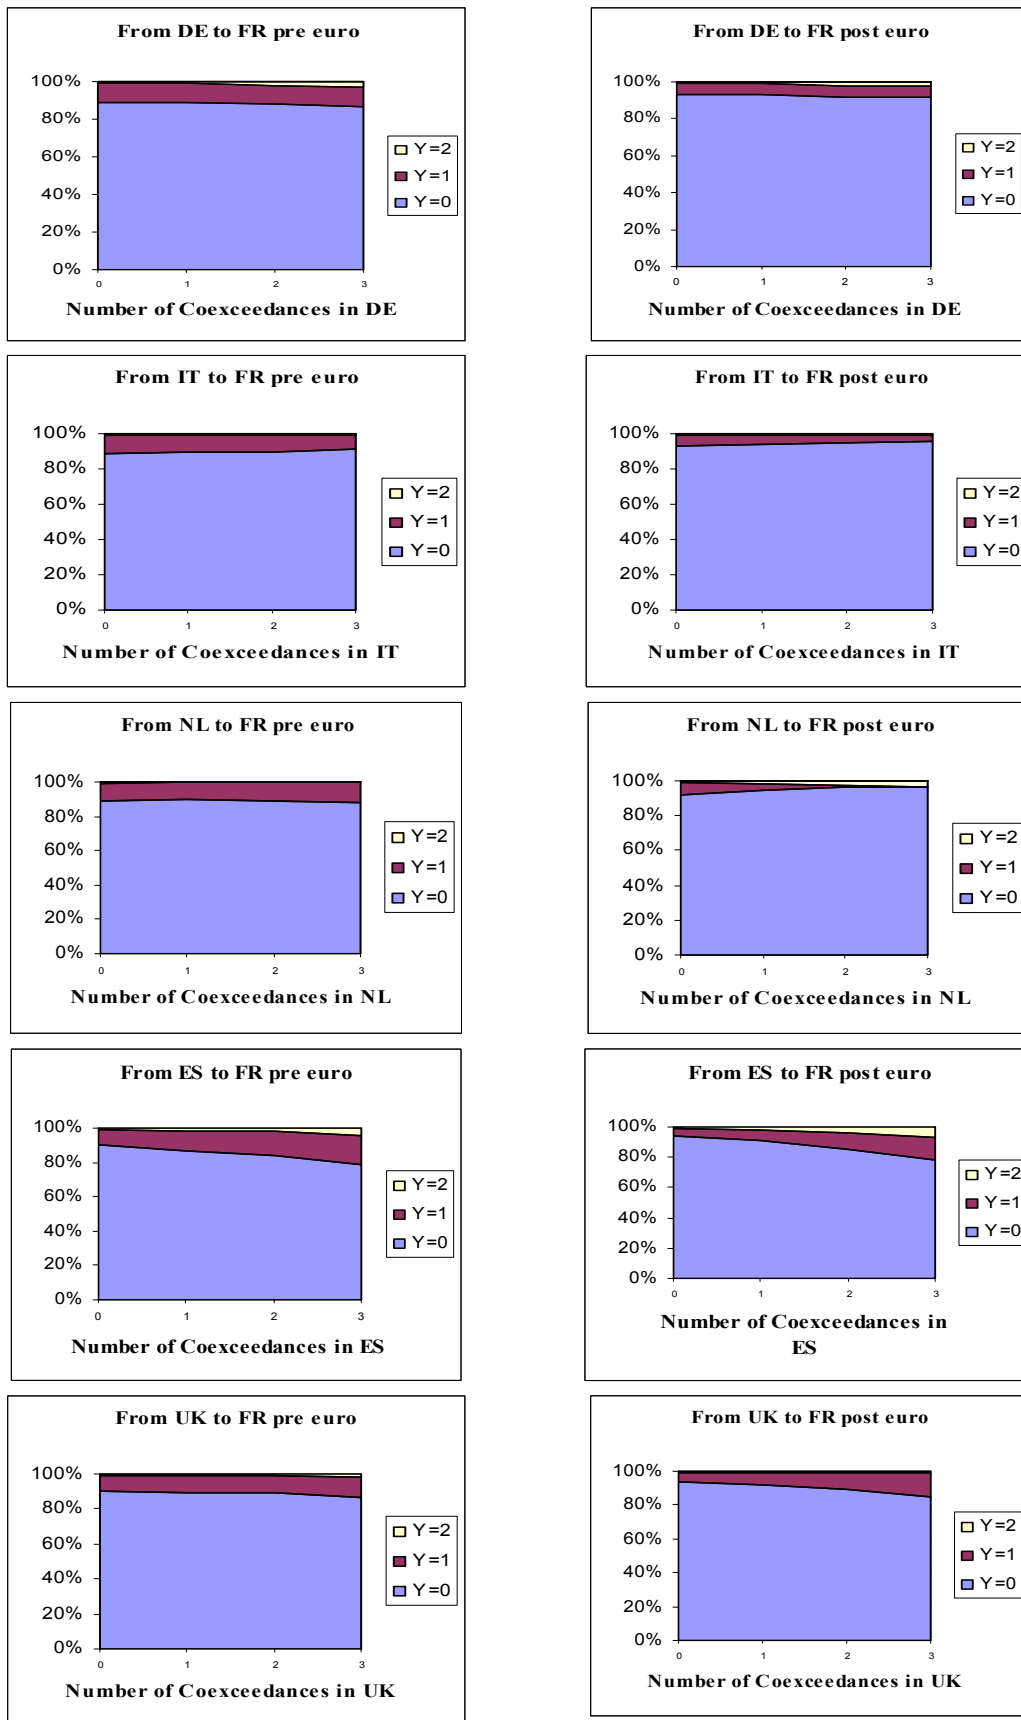 From DE to FR pre euro
100%
80%
60%
40%
20%
0%
0 1 2 3
Y=2
Y=1
Y=0
Number of Coexceedances in DE
From DE to FR post euro
100%
80%
60%
40%
20%
0%
0 1 2 3
Y=2
Y=1
Y=0
Number of Coexceedances in DE
From IT to FR pre euro
100%
80%
60%
40%
20%
0%
0 1 2 3
Y=2
Y=1
Y=0
Number of Coexceedances in IT
From IT to FR post euro
100%
80%
60%
40%
20%
0%
0 1 2 3
Y=2
Y=1
Y=0
Number of Coexceedances in IT
From NL to FR pre euro
100%
80%
60%
40%
20%
0%
0 1 2 3
Y=2
Y=1
Y=0
Number of Coexceedances in NL
From NL to FR post euro
100%
80%
60%
40%
20%
0%
0 1 2 3
Y=2
Y=1
Y=0
Number of Coexceedances in NL
From ES to FR pre euro
100%
80%
60%
40%
20%
0%
0 1 2 3
Y=2
Y=1
Y=0
Number of Coexceedances in ES
From ES to FR post euro
100%
80%
60%
40%
20%
0%
0 1 2 3
Y=2
Y=1
Y=0
Number of Coexceedances in
ES
From UK to FR pre euro
100%
80%
60%
40%
20%
0%
0 1 2 3
Y=2
Y=1
Y=0
Number of Coexceedances in UK
From UK to FR post euro
100%
80%
60%
40%
20%
0%
0 1 2 3
Y=2
Y=1
Y=0
Number of Coexceedances in UK